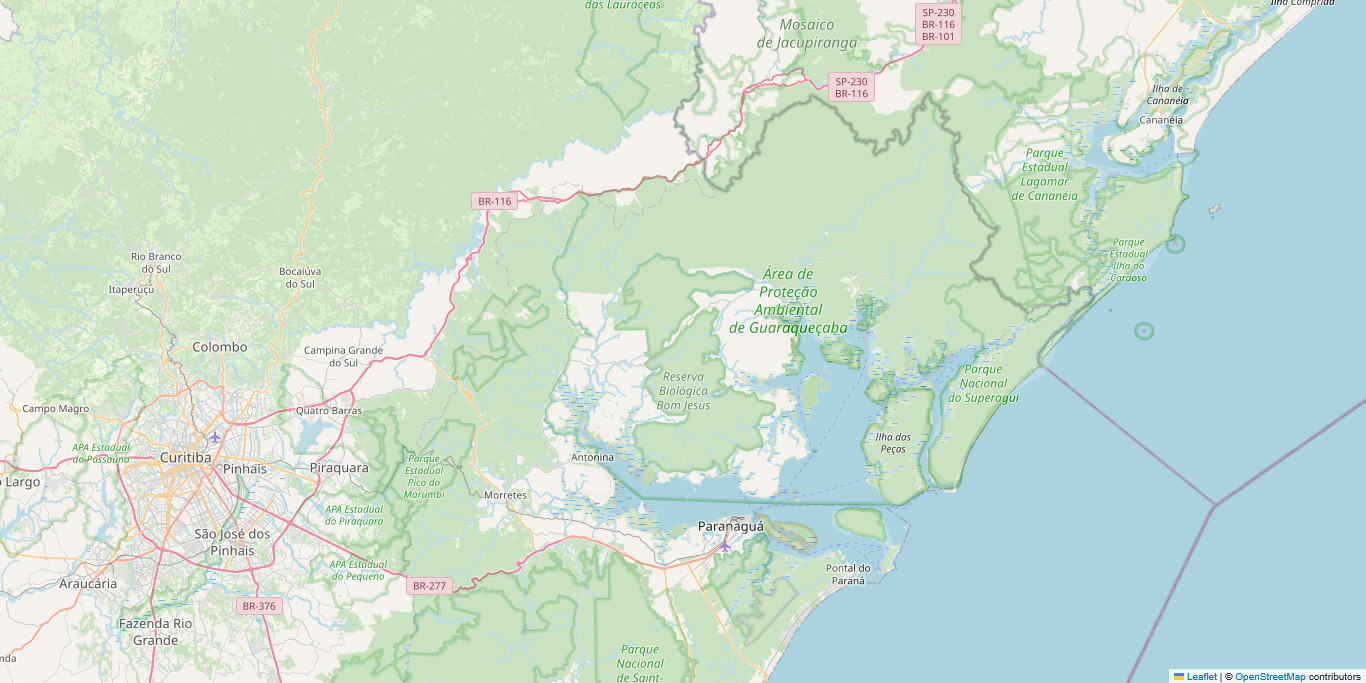 das Lauráceas
SP-230
BR-116
BR-101
Ilha Comprida
Mosaico
de Jacupiranga
SP-230
BR-116
Ilha de
Cananéia
Cananéia
Parque
Estadual
Lagamar
de Cananéia
BR-116
Parque
Estadual
Ilha do
Cardoso
Rio Branco
do Sul
Bocaiúva
do Sul
Itaperuçu
Área de
Proteção
Ambiental
de Guaraqueçaba
Colombo
Campina Grande
do Sul
Parque
Nacional
do Superagui
Reserva
Biológica
Bom Jesus
Campo Magro
Quatro Barras
Ilha das
Peças
APA Estadual
do Passaúna
Curitiba
Pinhais
Piraquara
Antonina
Parque
Estadual
Pico do
Marumbi
o Largo
Morretes
APA Estadual
do Piraquara
Paranaguá
São José dos
Pinhais
APA Estadual
do Pequeno
Pontal do
Paraná
Araucária
BR-277
BR-376
Fazenda Rio
Grande
nda
Parque
Nacional
de Saint-
Leaflet | © OpenStreetMap contributors